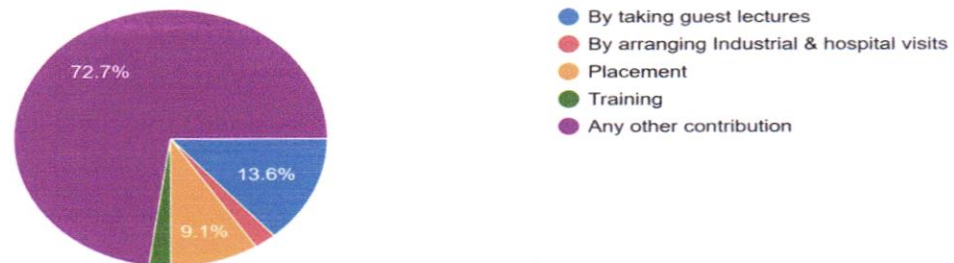 72.7%
13.6%
9.1%
By taking guest lectures
By arranging Industrial & hospital visits
Placement
Training
Any other contribution